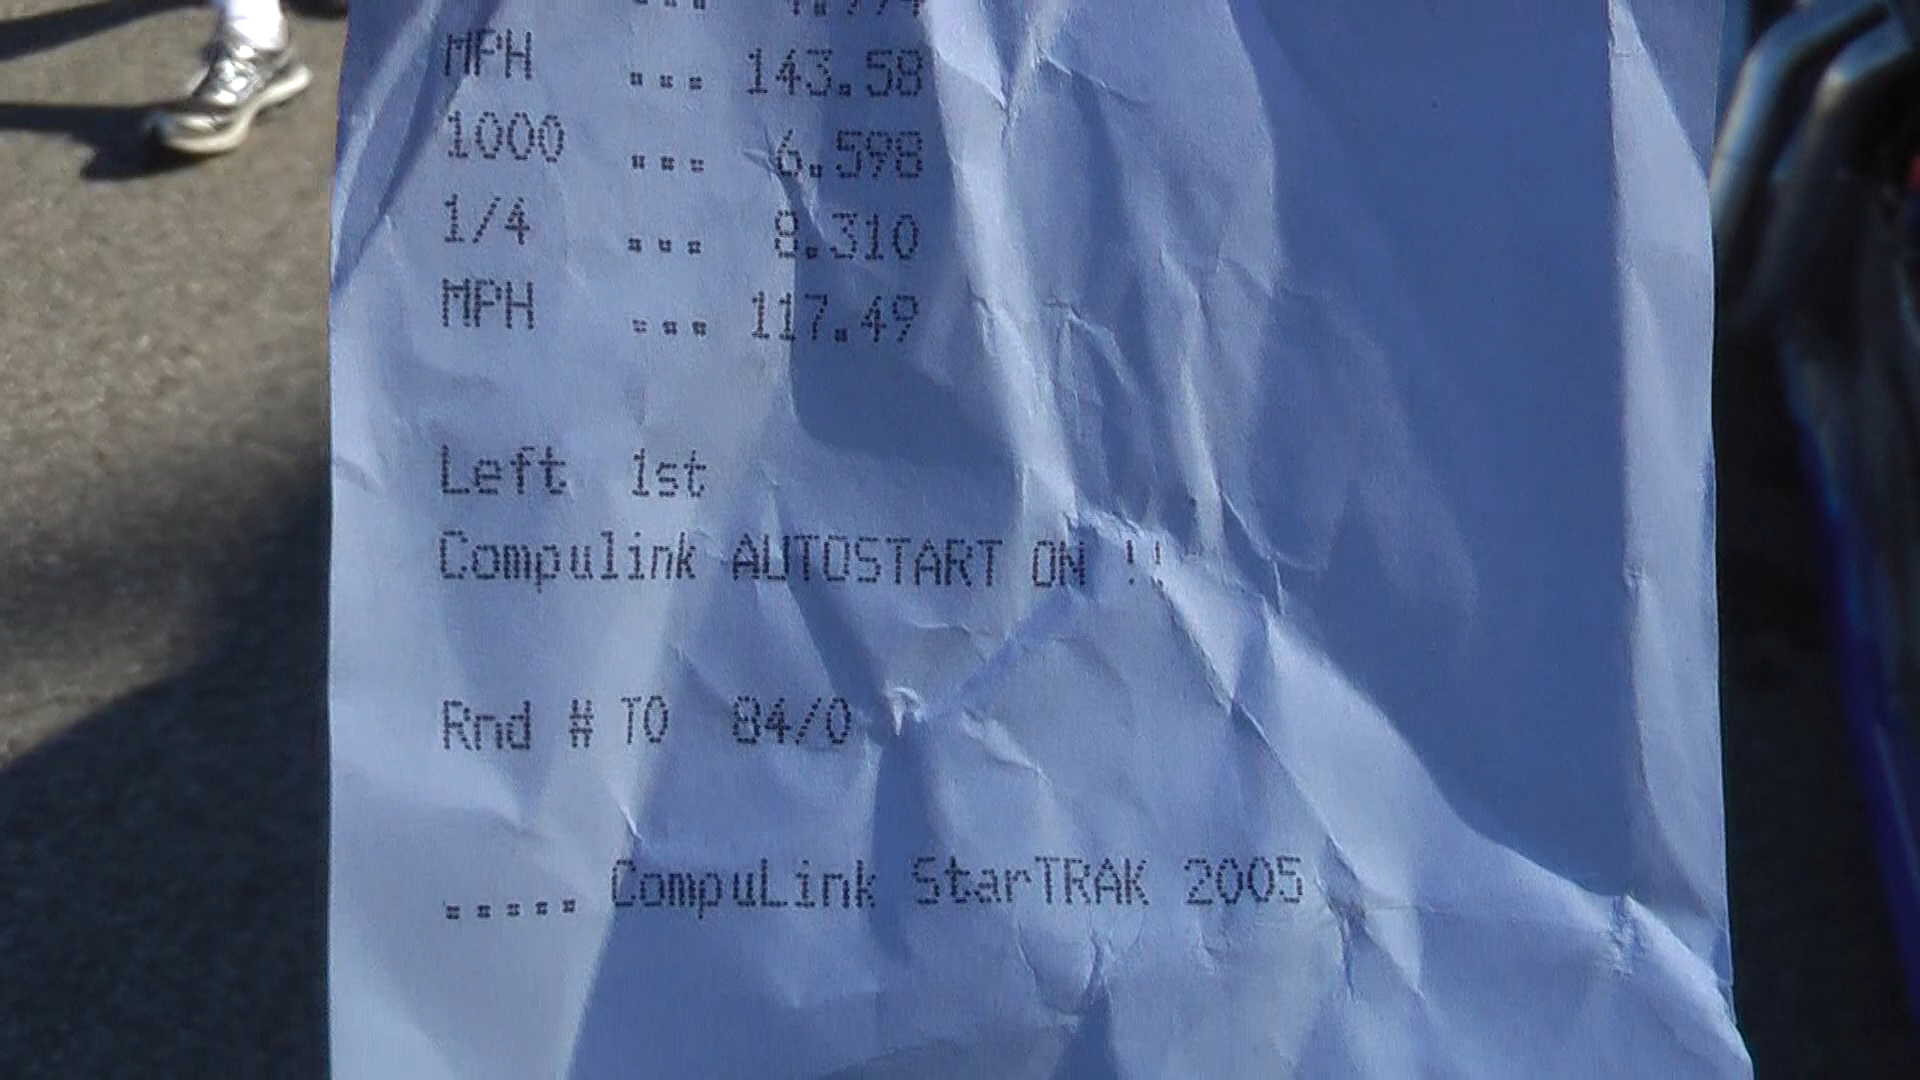 MPH ... 143.58
1000 ... 6.598
1/4 ... 8.310
MPH ... 117.49
Left 1st
Compulink AUTOSTART ON !!
Rnd # TO 84/0
..... CompuLink StarTRAK 2005